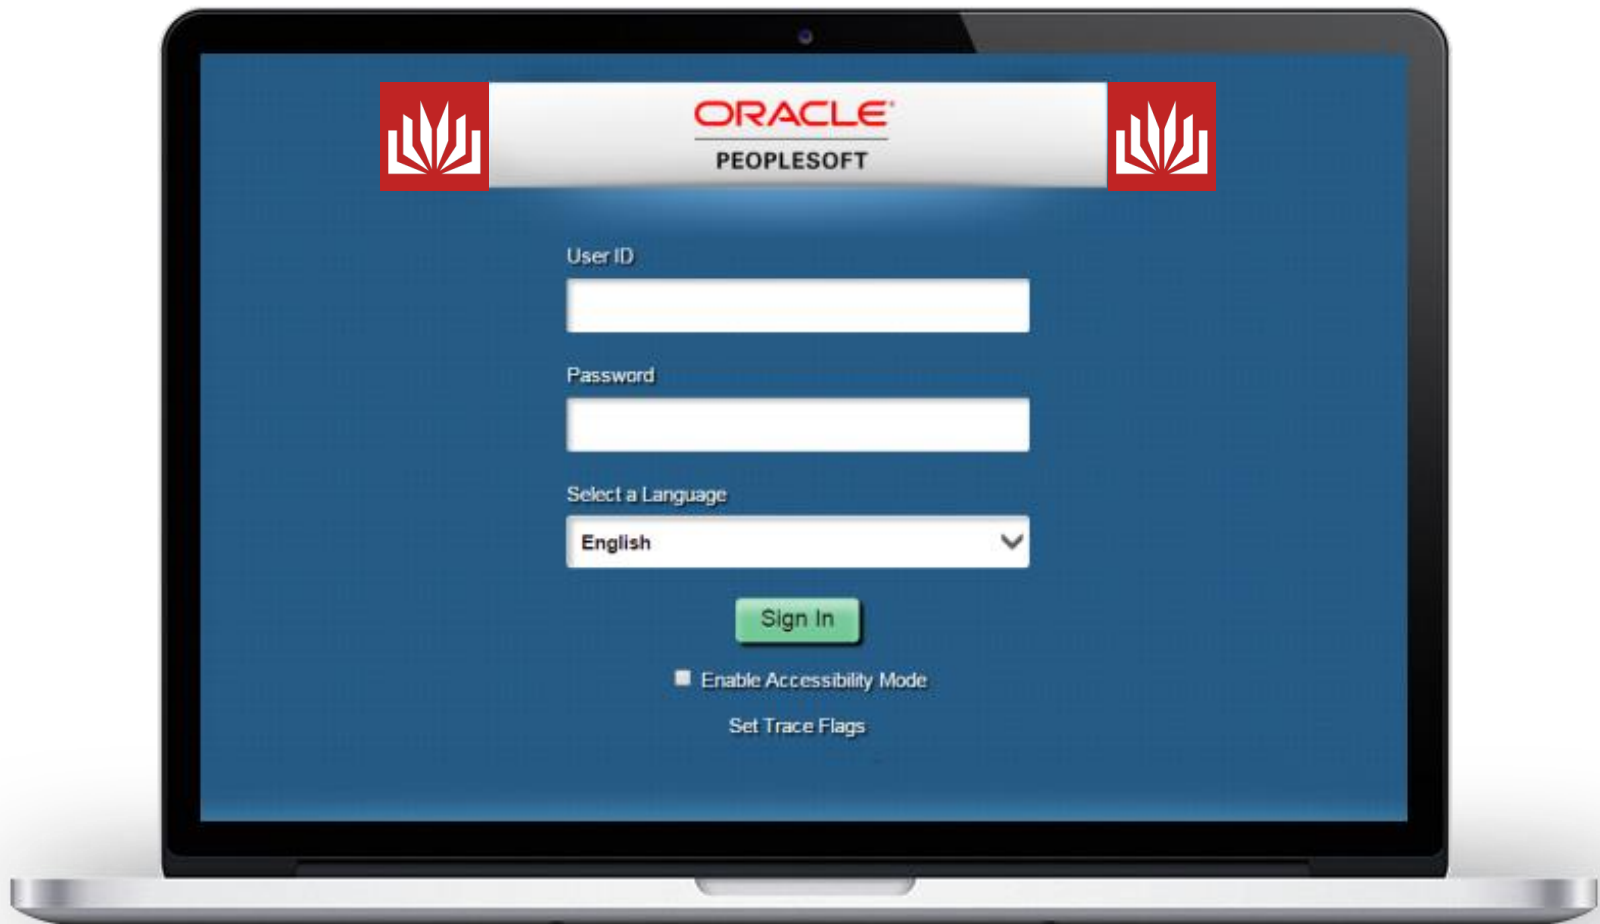 ORACLE
PEOPLESOFT
User ID
Password
Select a Language
English
Sign In
Enable Accessibility Mode
Set Trace Flags